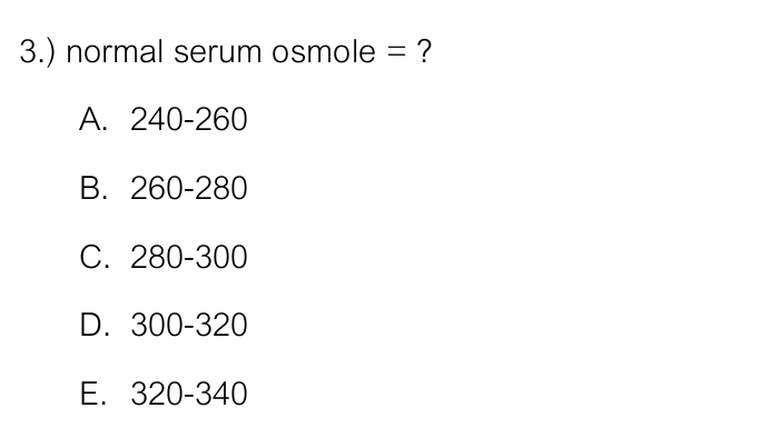 3.) normal serum osmole = ?
A. 240-260
B. 260-280
C. 280-300
D. 300-320
E. 320-340